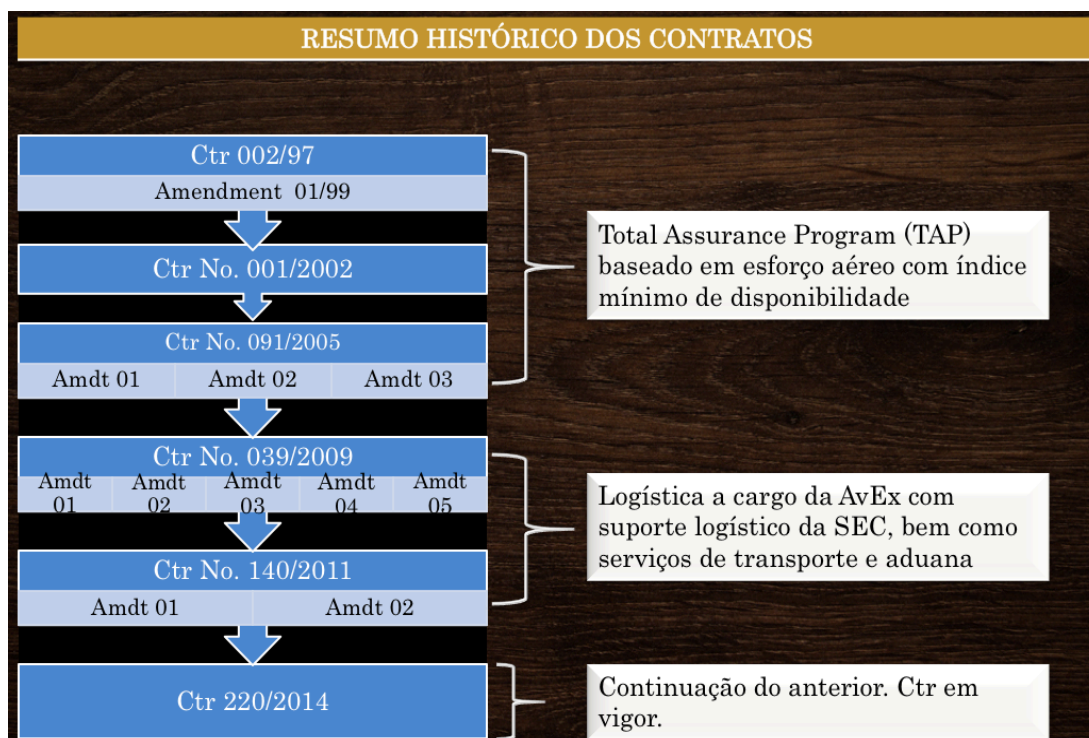 RESUMO HISTÓRICO DOS CONTRATOS
Ctr 002/97
Amendment 01/99
Ctr No. 001/2002
Ctr No. 091/2005
Amdt 01
Amdt 02
Amdt 03
Total Assurance Program (TAP)
baseado em esforço aéreo com índice
mínimo de disponibilidade
Ctr No. 039/2009
Amdt
01
Amdt
02
Amdt
03
Amdt
04
Amdt
05
Ctr No. 140/2011
Amdt 01
Amdt 02
Logística a cargo da AvEx com
suporte logístico da SEC, bem como
serviços de transporte e aduana
Ctr 220/2014
Continuação do anterior. Ctr em
vigor.